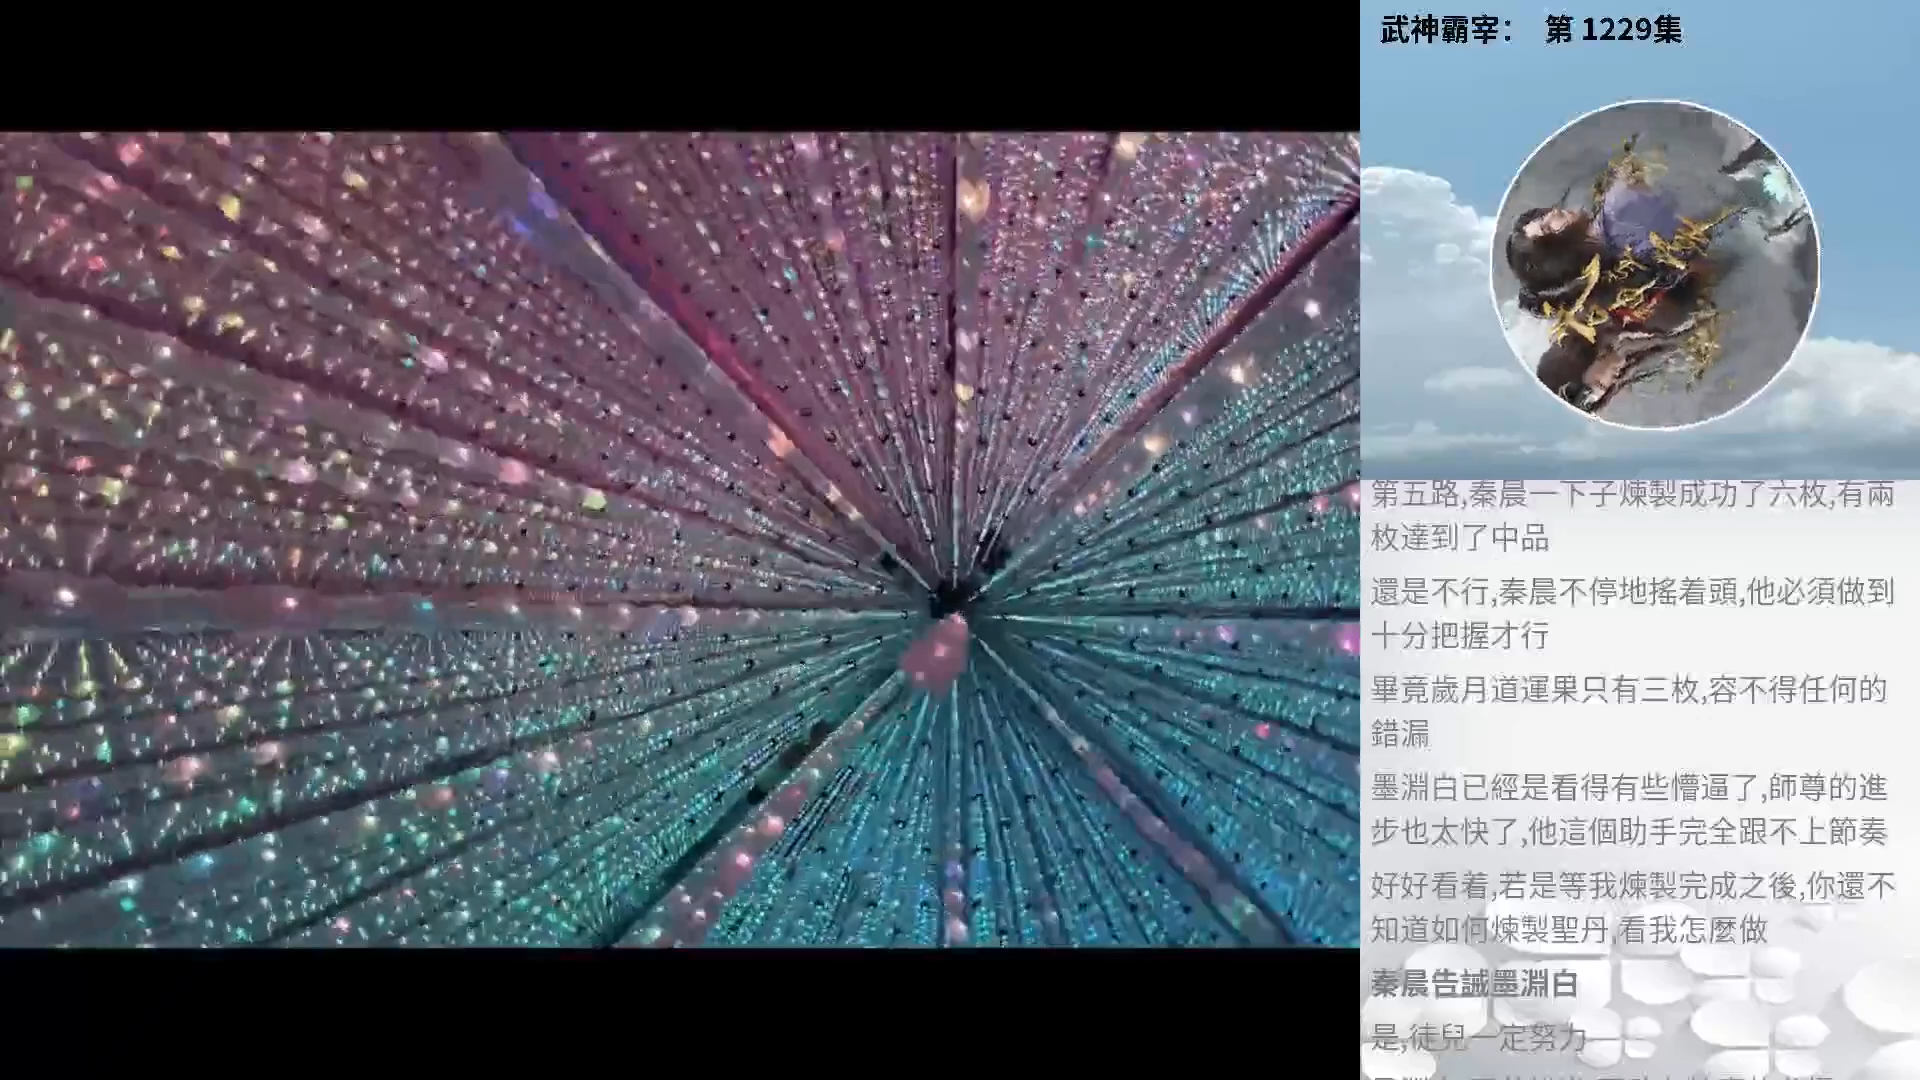 武神霸宰： 第 1229集
第五路,秦晨一下子煉製成功了六枚,有兩
枚達到了中品
還是不行,秦晨不停地搖着頭,他必須做到
十分把握才行
畢竟歲月道運果只有三枚,容不得任何的
錯漏
墨淵白已經是看得有些懵逼了,師尊的進
步也太快了,他這個助手完全跟不上節奏
好好看着,若是等我煉製完成之後,你還不
知道如何煉製聖丹,看我怎麼做
秦晨告誡墨淵白
是,徒兒一定努力